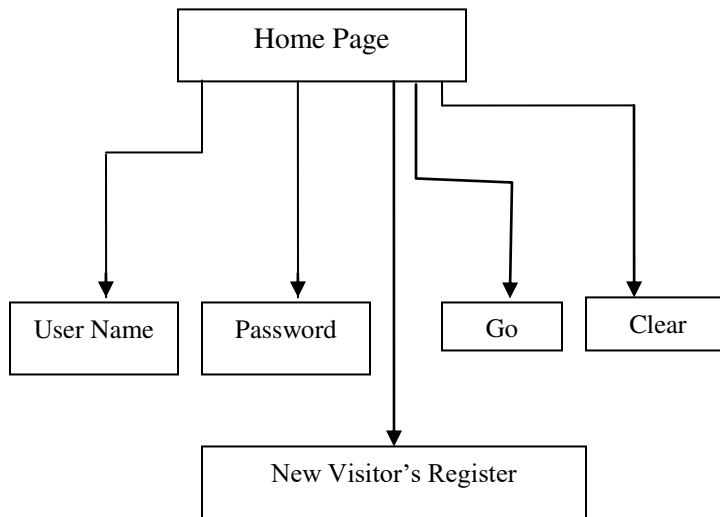 Home Page
User Name
Password
Go
Clear
New Visitor’s Register